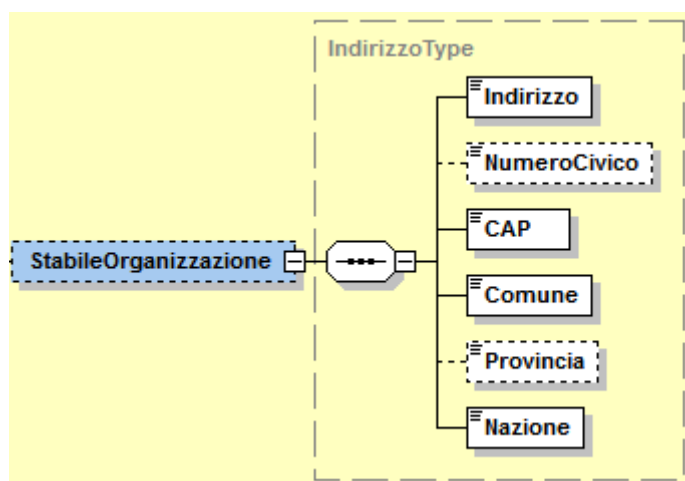 IndirizzoType
Indirizzo
NumeroCivico
CAP
StabileOrganizzazione
Comune
Provincia
Nazione